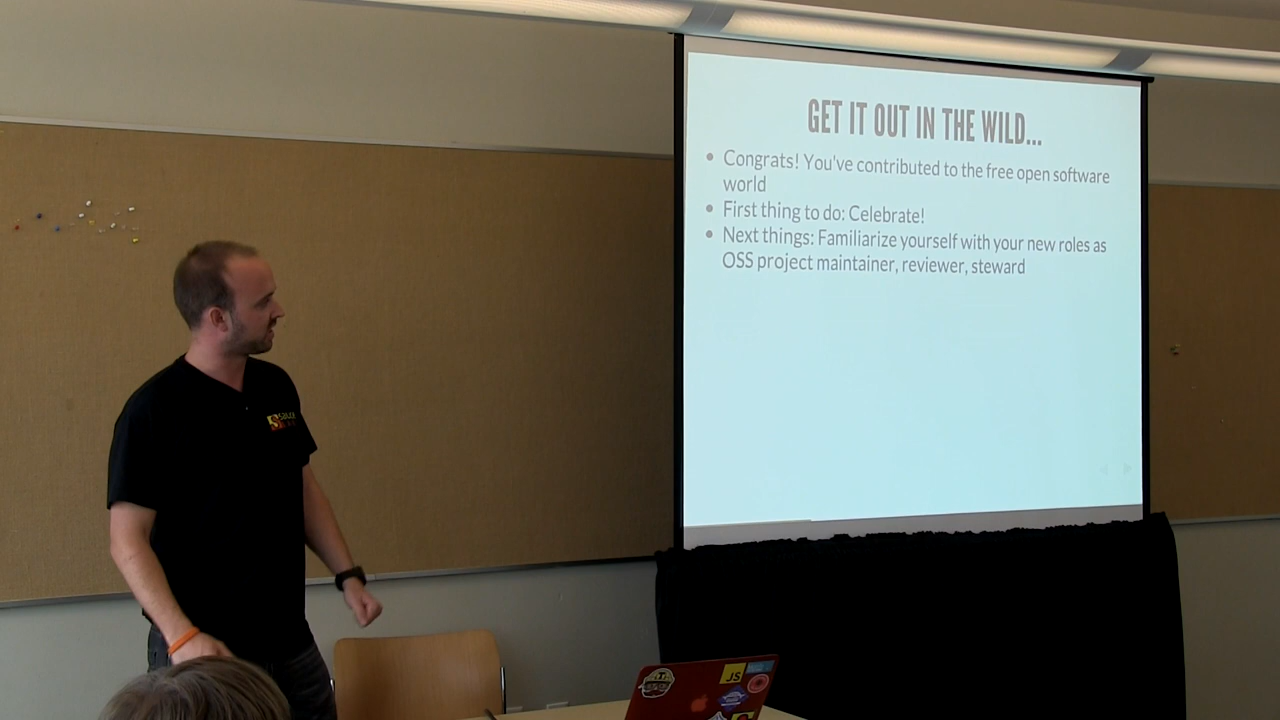 GET IT OUT IN THE WILD...
• Congrats! You've contributed to the free open software
world
• First thing to do: Celebrate!
• Next things: Familiarize yourself with your new roles as
OSS project maintainer, reviewer, steward
JS